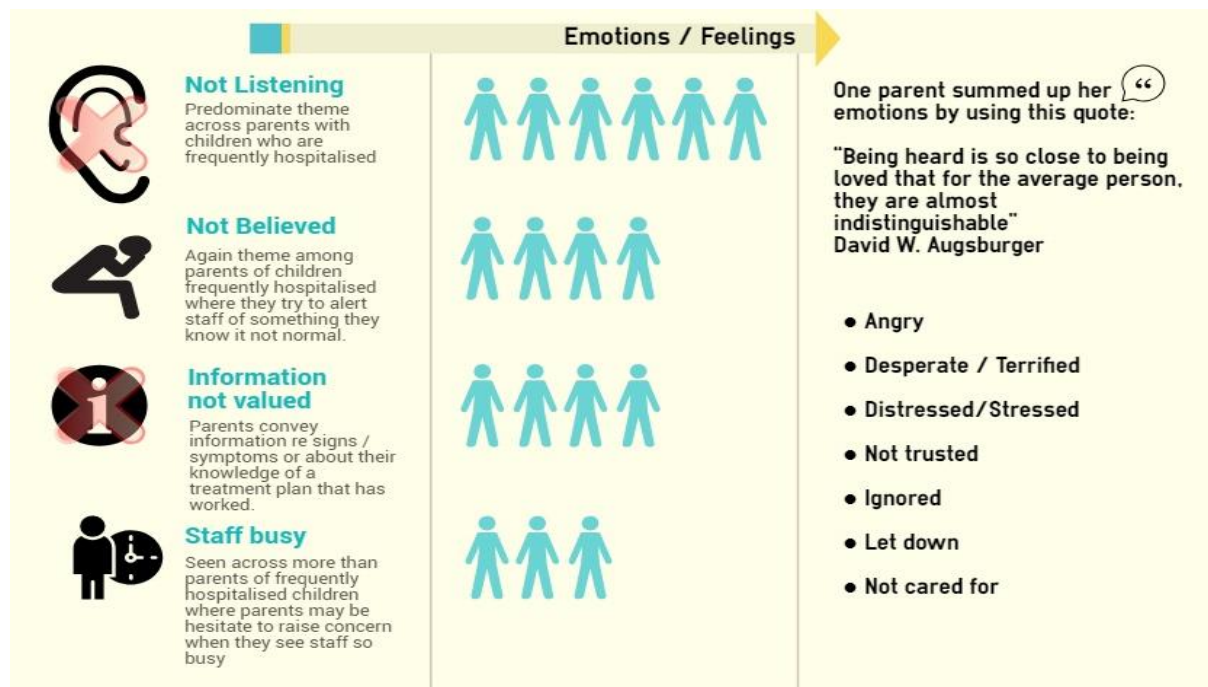 Emotions / Feelings
Not Listening
Predominate theme
across parents with
children who are
frequently hospitalised
Not Believed
Again theme among
parents of children
frequently hospitalised
where they try to alert
staff of something they
know it not normal.
i
Information
not valued
Parents convey
information re signs /
symptoms or about their
knowledge of a
treatment plan that has
worked.
Staff busy
Seen across more than
parents of frequently
hospitalised children
where parents may be
hesitate to raise concern
when they see staff so
busy
One parent summed up her “
emotions by using this quote:
"Being heard is so close to being
loved that for the average person,
they are almost
indistinguishable"
David W. Augsburger
● Angry
● Desperate / Terrified
● Distressed/Stressed
● Not trusted
● Ignored
● Let down
● Not cared for